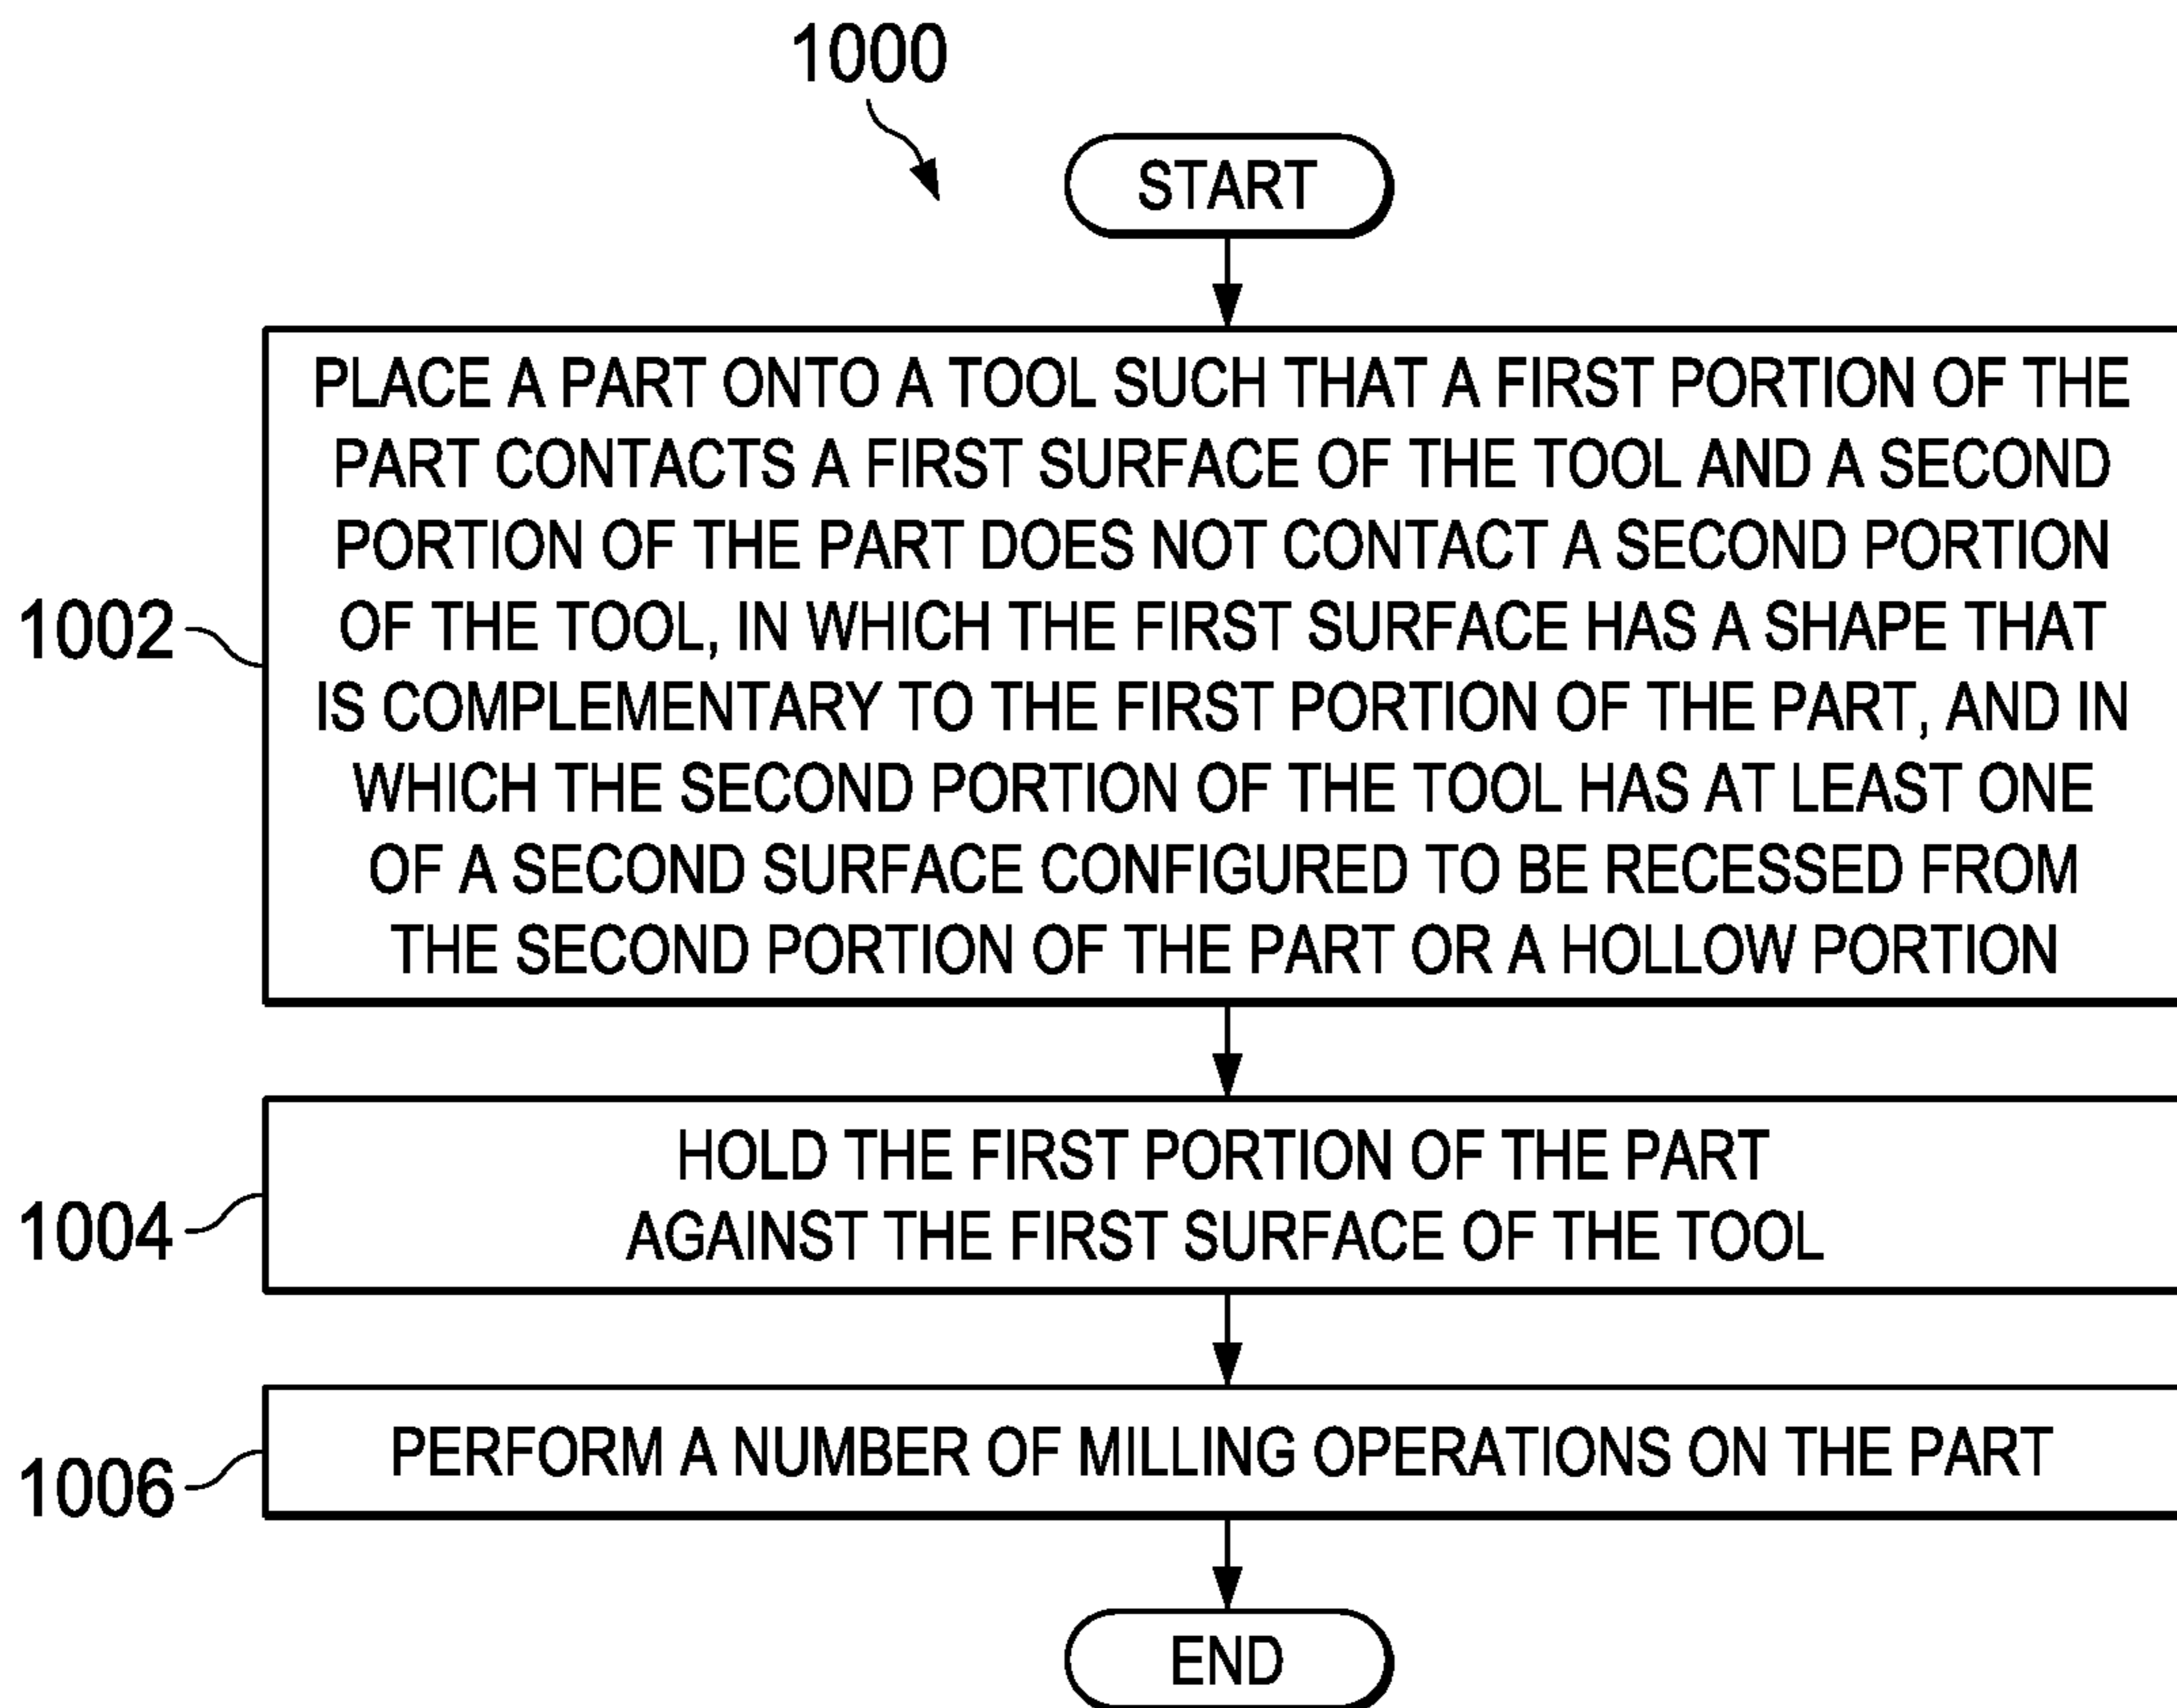 1000
START
PLACE A PART ONTO A TOOL SUCH THAT A FIRST PORTION OF THE
PART CONTACTS A FIRST SURFACE OF THE TOOL AND A SECOND
PORTION OF THE PART DOES NOT CONTACT A SECOND PORTION
1002
OF THE TOOL, IN WHICH THE FIRST SURFACE HAS A SHAPE THAT
IS COMPLEMENTARY TO THE FIRST PORTION OF THE PART, AND IN
WHICH THE SECOND PORTION OF THE TOOL HAS AT LEAST ONE
OF A SECOND SURFACE CONFIGURED TO BE RECESSED FROM
THE SECOND PORTION OF THE PART OR A HOLLOW PORTION
HOLD THE FIRST PORTION OF THE PART
1004
AGAINST THE FIRST SURFACE OF THE TOOL
1006
PERFORM A NUMBER OF MILLING OPERATIONS ON THE PART
END